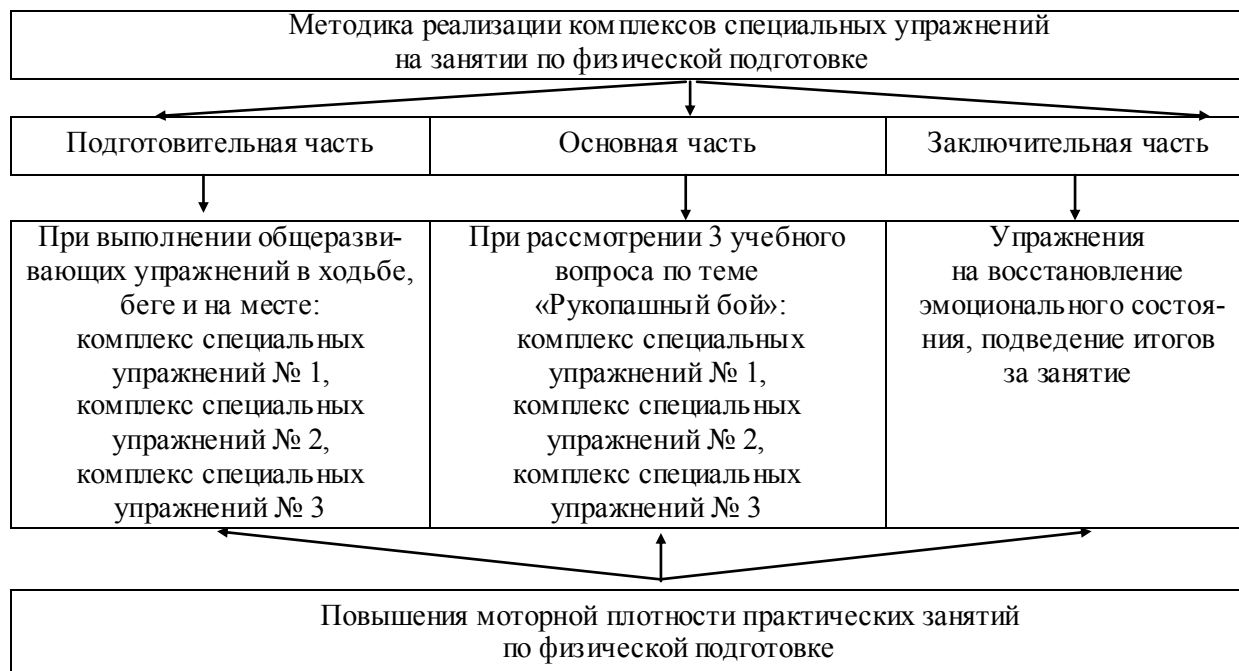 Методика реализации комплексов специальных упражнений
на занятии по физической подготовке
Подготовительная часть
Основная часть
Заключительная часть
При выполнении общеразви-
вающих упражнений в ходьбе,
беге и на месте:
комплекс специальных
упражнений № 1,
комплекс специальных
упражнений № 2,
комплекс специальных
упражнений № 3
При рассмотрении 3 учебного
вопроса по теме
«Рукопашный бой»:
комплекс специальных
упражнений № 1,
комплекс специальных
упражнений № 2,
комплекс специальных
упражнений № 3
Упражнения
на восстановление
эмоционального состоя-
ния, подведение итогов
за занятие
Повышения моторной плотности практических занятий
по физической подготовке